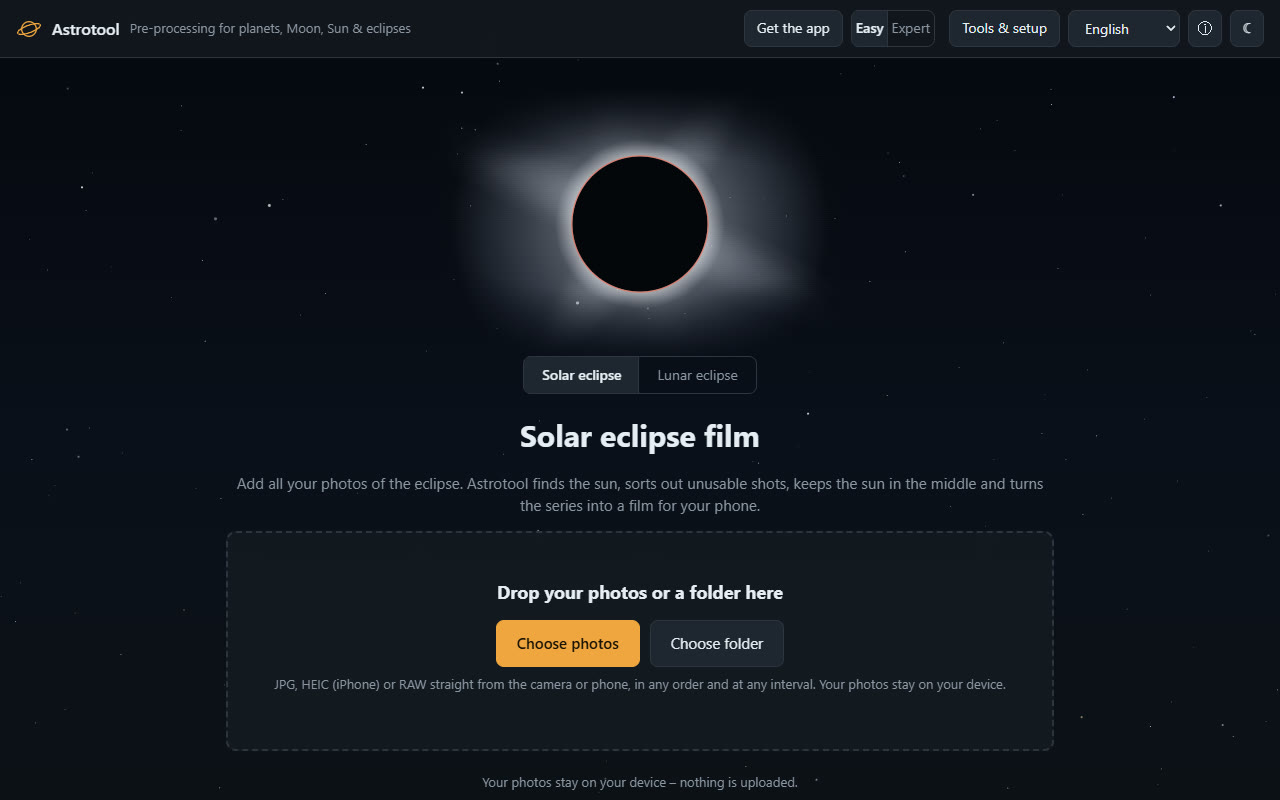 Astrotool Pre-processing for planets, Moon, Sun & eclipses
Get the app
Easy Expert
Tools & setup
English
Solar eclipse
Lunar eclipse
Solar eclipse film
Add all your photos of the eclipse. Astrotool finds the sun, sorts out unusable shots, keeps the sun in the middle and turns
the series into a film for your phone.
Drop your photos or a folder here
Choose photos
Choose folder
JPG, HEIC (iPhone) or RAW straight from the camera or phone, in any order and at any interval. Your photos stay on your device.
Your photos stay on your device – nothing is uploaded.